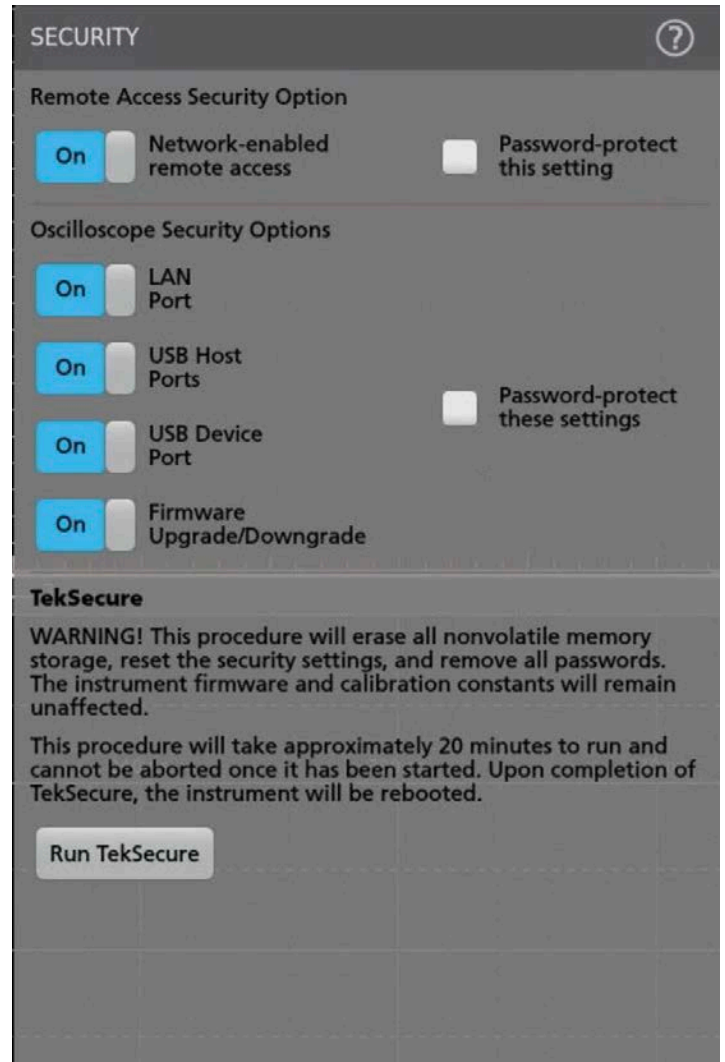 SECURITY
?
Remote Access Security Option
On
Network-enabled
remote access
Password-protect
this setting
Oscilloscope Security Options
On
LAN
Port
On
USB Host
Ports
Password-protect
these settings
On
USB Device
Port
On
Firmware
Upgrade/Downgrade
TekSecure
WARNING! This procedure will erase all nonvolatile memory
storage, reset the security settings, and remove all passwords.
The instrument firmware and calibration constants will remain
unaffected.
This procedure will take approximately 20 minutes to run and
cannot be aborted once it has been started. Upon completion of
TekSecure, the instrument will be rebooted.
Run TekSecure